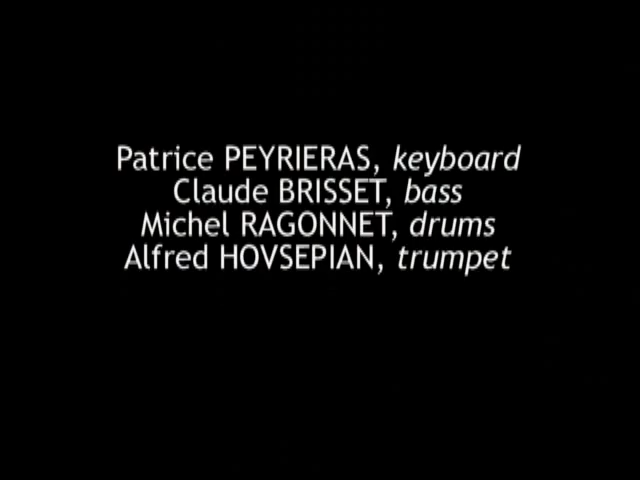 Patrice PEYRIERAS, keyboard
Claude BRISSET, bass
Michel RAGONNET, drums
Alfred HOVSEPIAN, trumpet